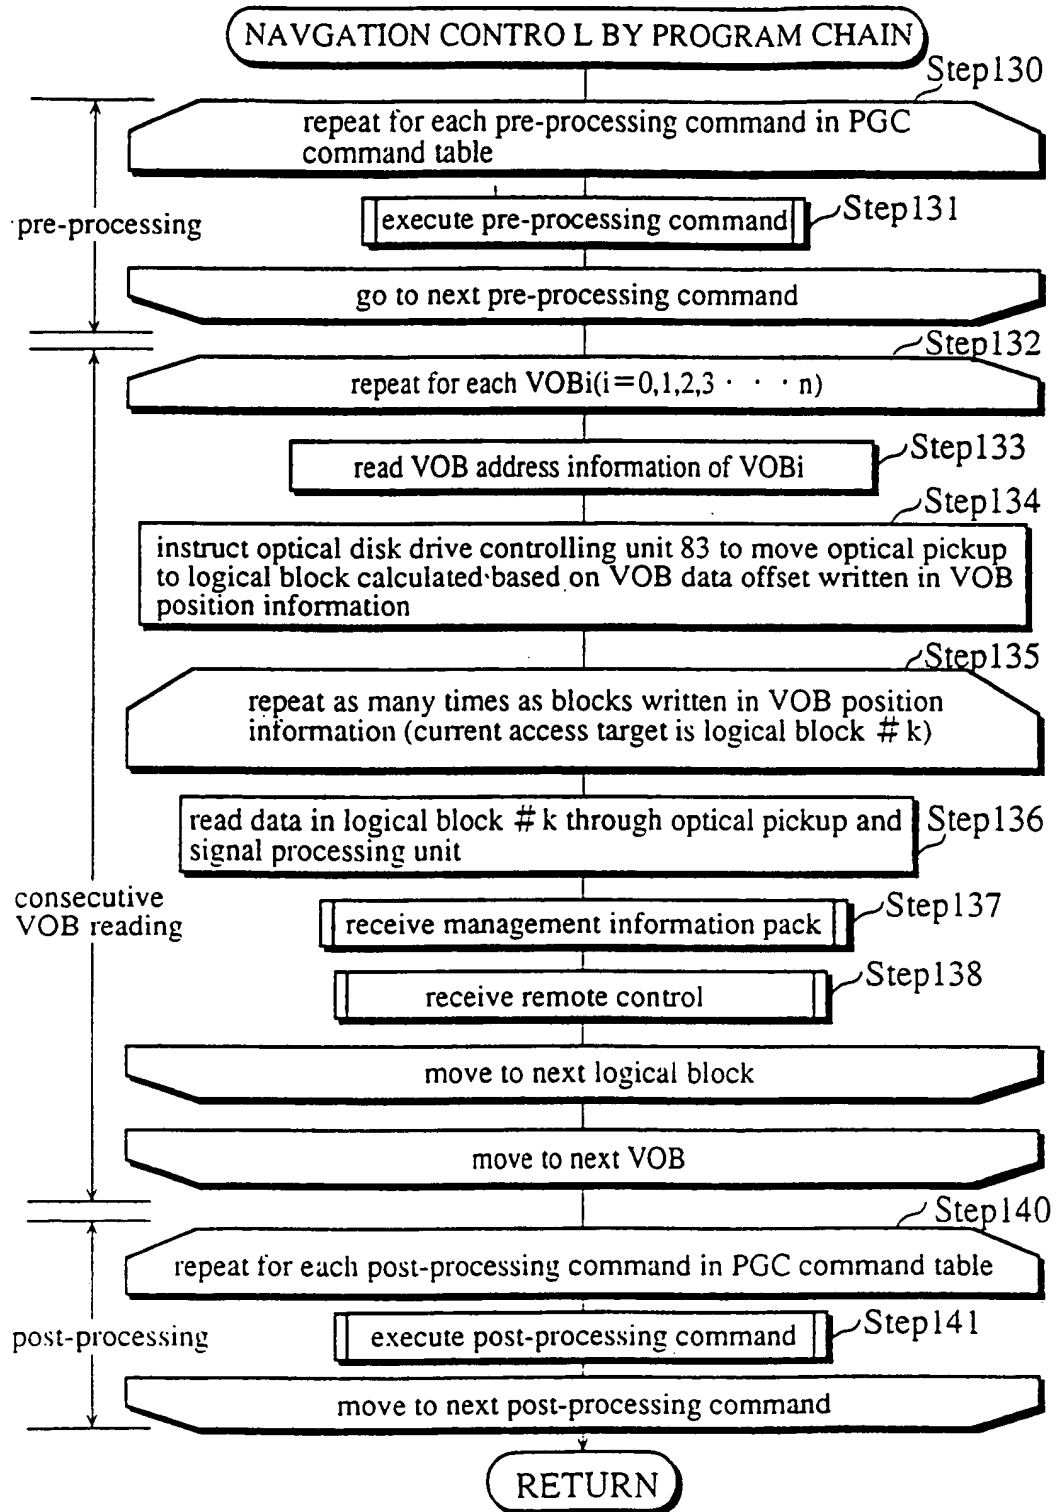 NAVGATION CONTRO L BY PROGRAM CHAIN
Step130
repeat for each pre-processing command in PGC
command table
pre-processing
execute pre-processing command
Step131
go to next pre-processing command
Step132
repeat for each VOBi(i=0,1,2,3 · · · n)
read VOB address information of VOBi
Step133
Step134
instruct optical disk drive controlling unit 83 to move optical pickup
to logical block calculated based on VOB data offset written in VOB
position information
Step135
repeat as many times as blocks written in VOB position
information (current access target is logical block # k)
read data in logical block # k through optical pickup and
signal processing unit
Step136
consecutive
VOB reading
receive management information pack
Step137
receive remote control
Step138
move to next logical block
move to next VOB
Step140
repeat for each post-processing command in PGC command table
post-processing
execute post-processing command
Step141
move to next post-processing command
RETURN